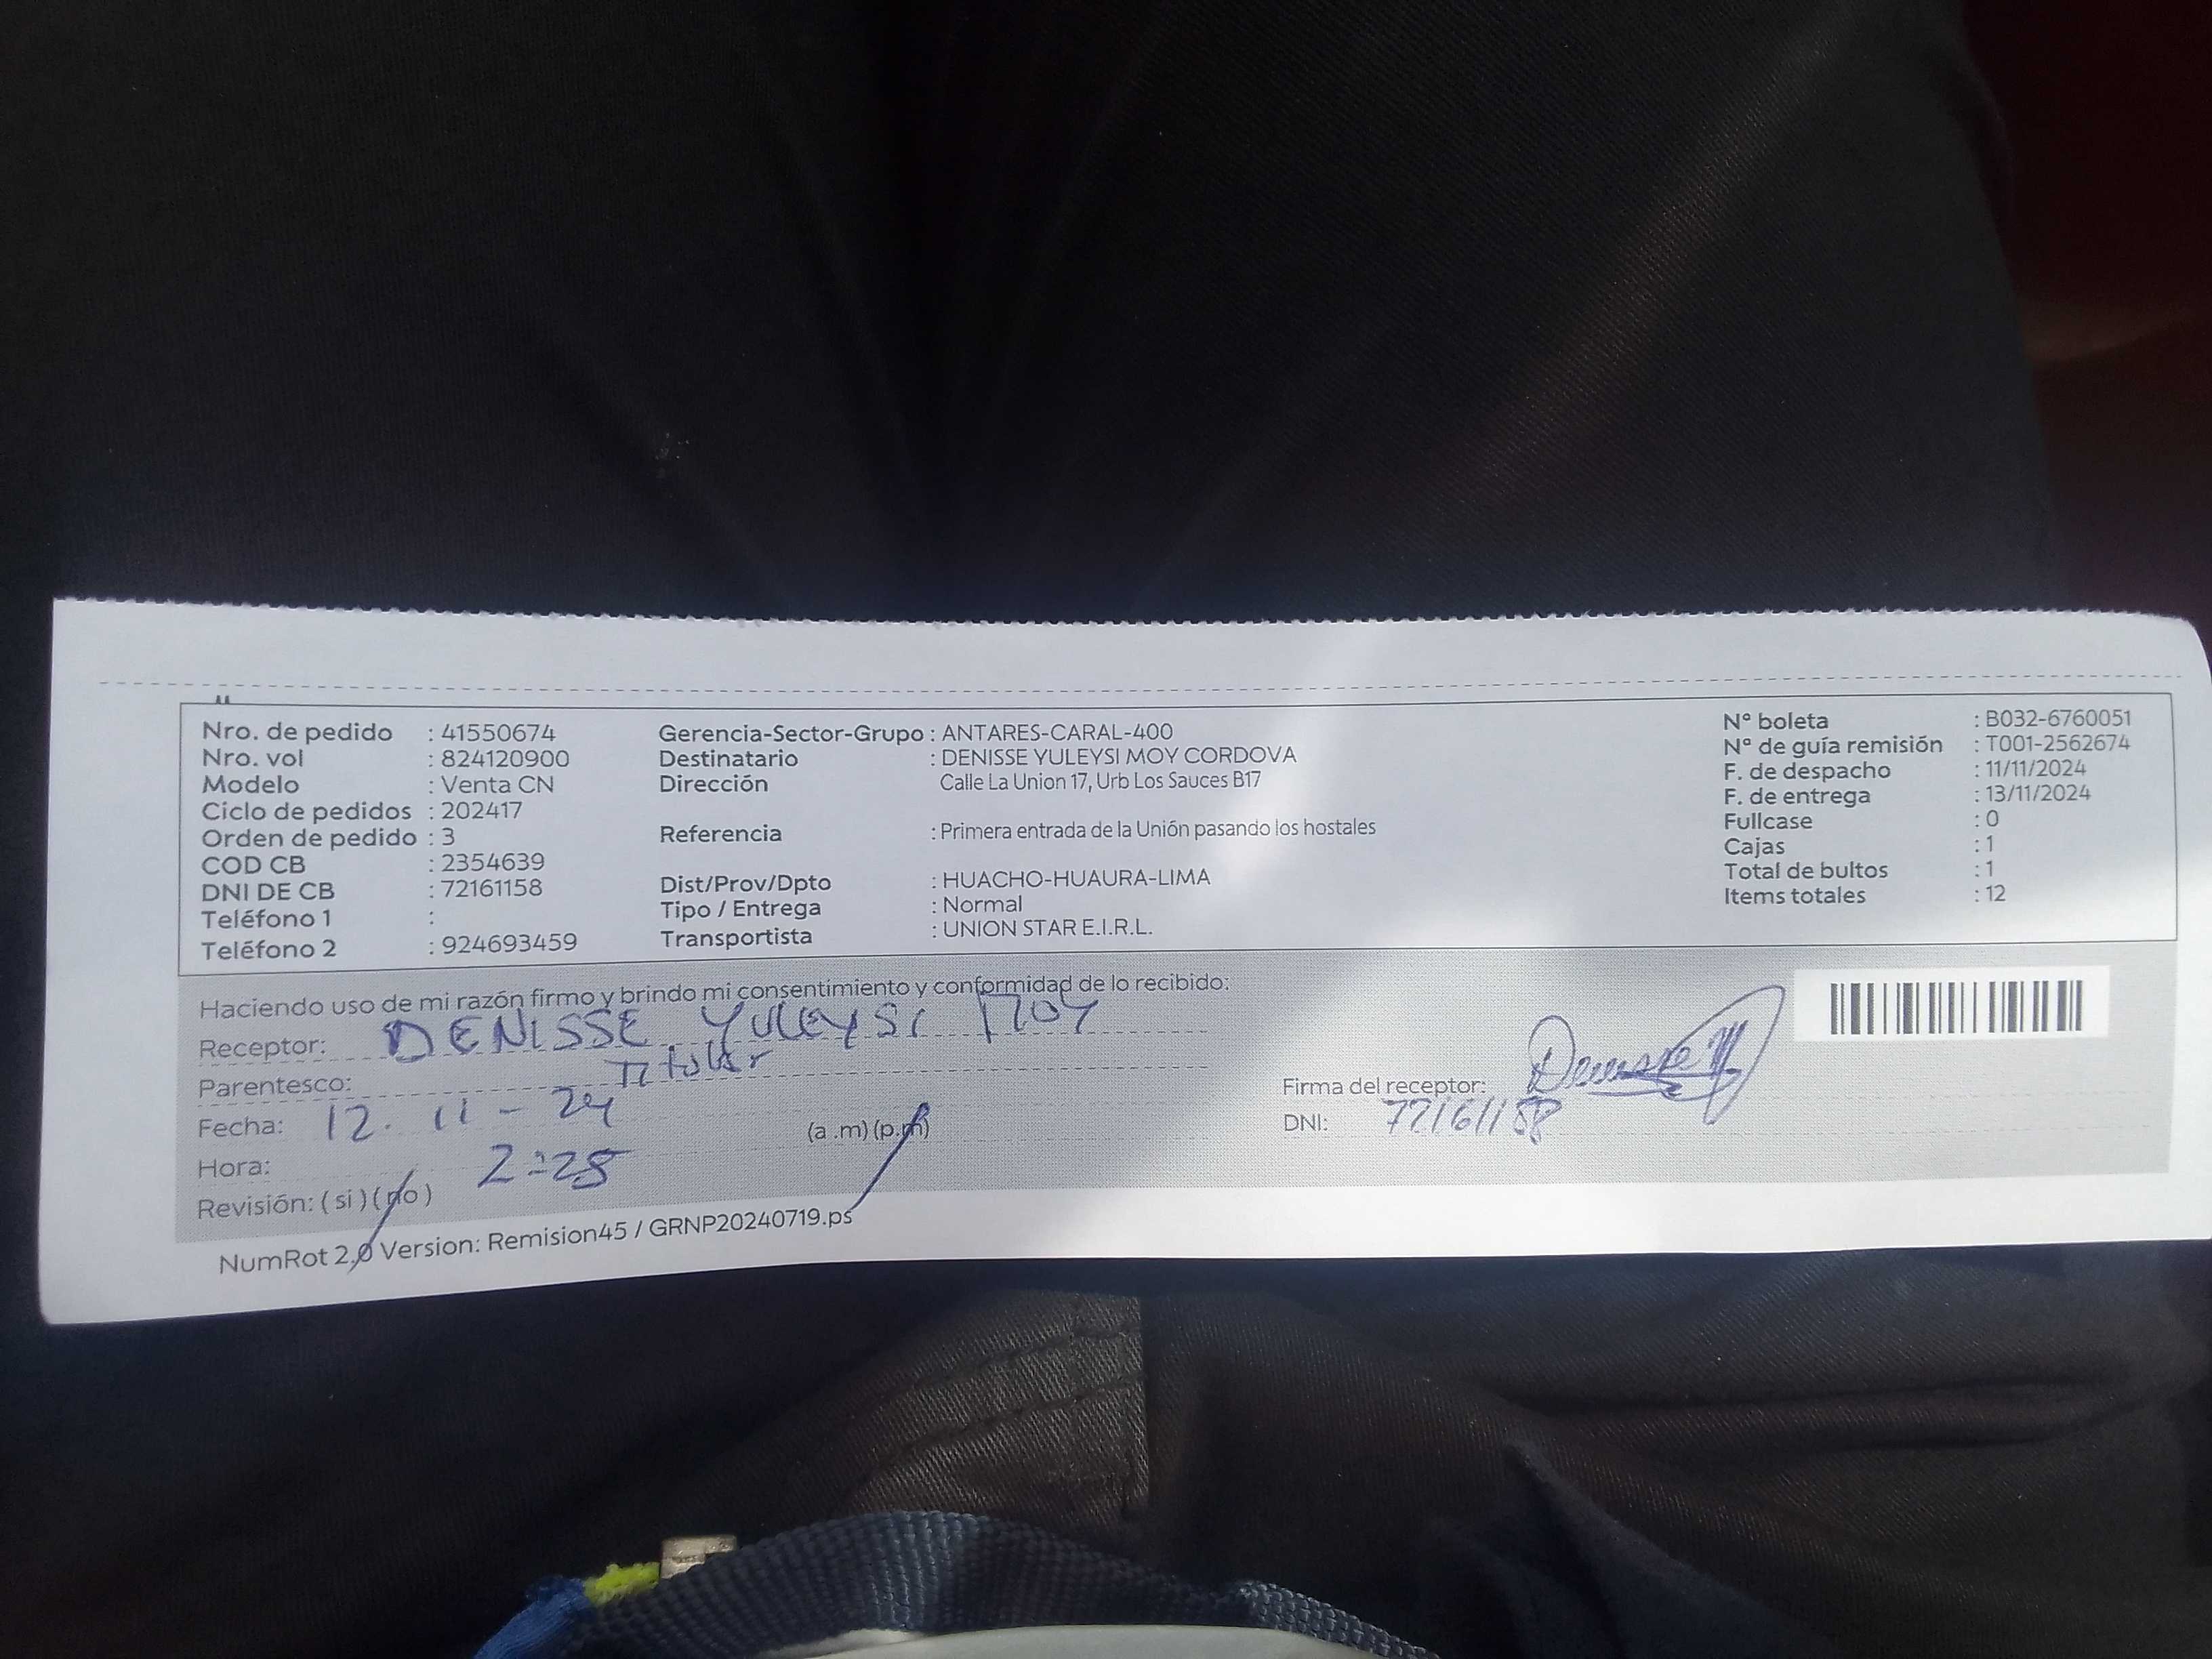 Nro. de pedido : 41550674
Nro. vol : 824120900
Modelo : Venta CN
Ciclo de pedidos : 202417
Orden de pedido : 3
COD CB : 2354639
DNI DE CB : 72161158
Teléfono 1 :
Teléfono 2 : 924693459
Gerencia-Sector-Grupo : ANTARES-CARAL-400
Destinatario : DENISSE YULEYSI MOY CORDOVA
Dirección Calle La Union 17, Urb Los Sauces B17
Referencia : Primera entrada de la Unión pasando los hostales
Dist/Prov/Dpto : HUACHO-HUAURA-LIMA
Tipo / Entrega : Normal
Transportista : UNION STAR E.I.R.L.
N° boleta : B032-6760051
N° de guía remisión : T001-2562674
F. de despacho : 11/11/2024
F. de entrega : 13/11/2024
Fullcase : 0
Cajas : 1
Total de bultos : 1
Items totales : 12
Haciendo uso de mi razón firmo y brindo mi consentimiento y conformidad de lo recibido:
Receptor: DENISSE YULEYSI MOY
Parentesco: Titular
Fecha: 12. 11 - 24
(a .m) (p.m)
Hora: 2:28
Revisión: ( si ) ( no )
Firma del receptor: Denisse M
DNI: 72161158
NumRot 2,0 Version: Remision45 / GRNP20240719.ps